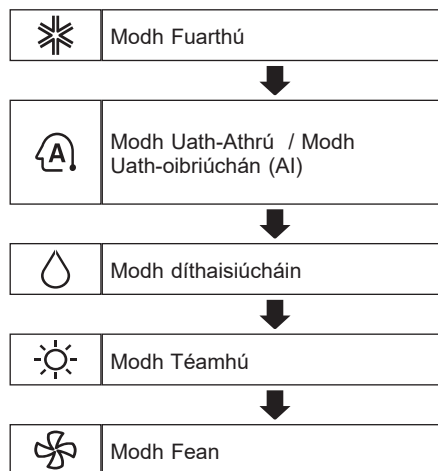 Modh Fuarthú
A
Modh Uath-Athrú / Modh
Uath-oibriúchán (AI)
Modh díthaisiúcháin
Modh Téamhú
Modh Fean